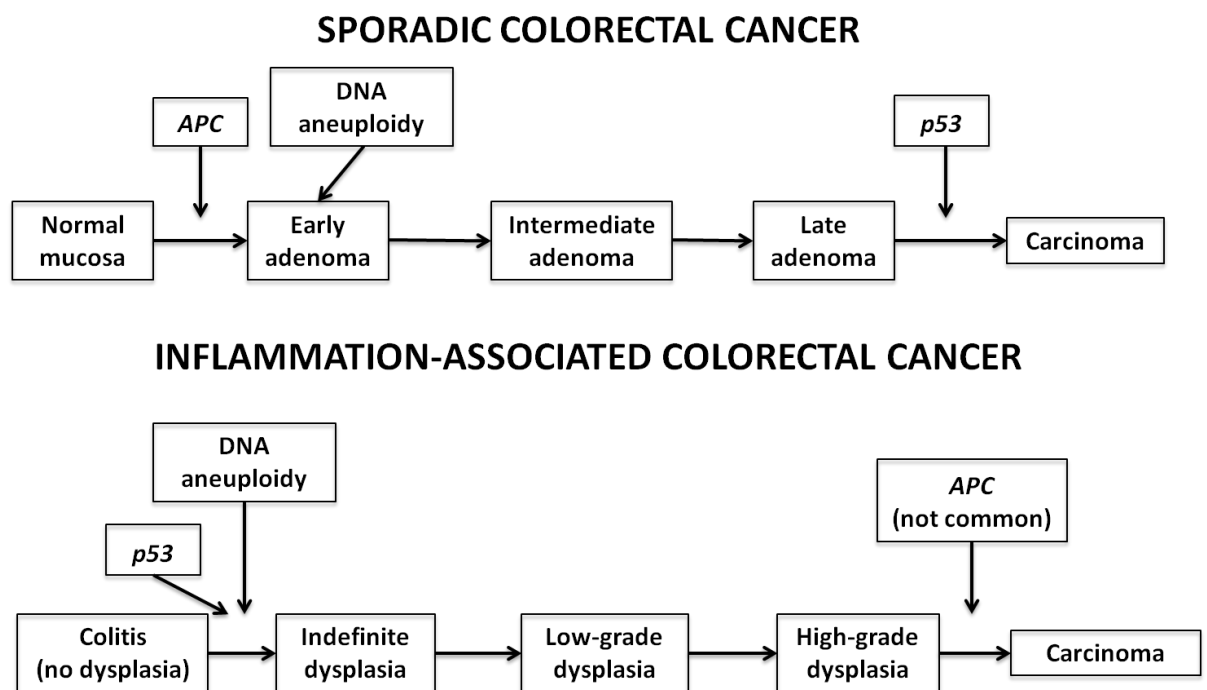 SPORADIC COLORECTAL CANCER
APC
DNA
aneuploidy
p53
Normal
mucosa
Early
adenoma
Intermediate
adenoma
Late
adenoma
Carcinoma
INFLAMMATION-ASSOCIATED COLORECTAL CANCER
DNA
aneuploidy
p53
APC
(not common)
Colitis
(no dysplasia)
Indefinite
dysplasia
Low-grade
dysplasia
High-grade
dysplasia
Carcinoma